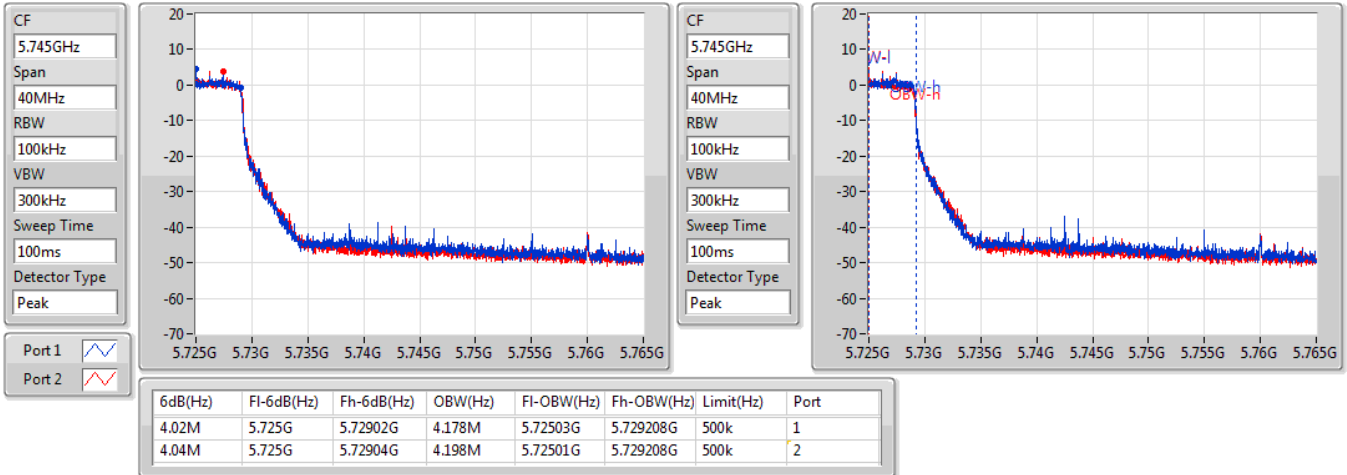 CF
5.745GHz
Span
40MHz
RBW
100kHz
VBW
300kHz
Sweep Time
100ms
Detector Type
Peak
Port 1
Port 2
20
10
0
-10
-20
-30
-40
-50
-60
-70
5.725G 5.73G 5.735G 5.74G 5.745G 5.75G 5.755G 5.76G 5.765G
CF
5.745GHz
Span
40MHz
RBW
100kHz
VBW
300kHz
Sweep Time
100ms
Detector Type
Peak
20
10
0
-10
-20
-30
-40
-50
-60
-70
W-l
OBW-h
5.725G 5.73G 5.735G 5.74G 5.745G 5.75G 5.755G 5.76G 5.765G
6dB(Hz) Fl-6dB(Hz) Fh-6dB(Hz) OBW(Hz) Fl-OBW(Hz) Fh-OBW(Hz) Limit(Hz) Port
4.02M 5.725G 5.72902G 4.178M 5.72503G 5.729208G 500k 1
4.04M 5.725G 5.72904G 4.198M 5.72501G 5.729208G 500k 2